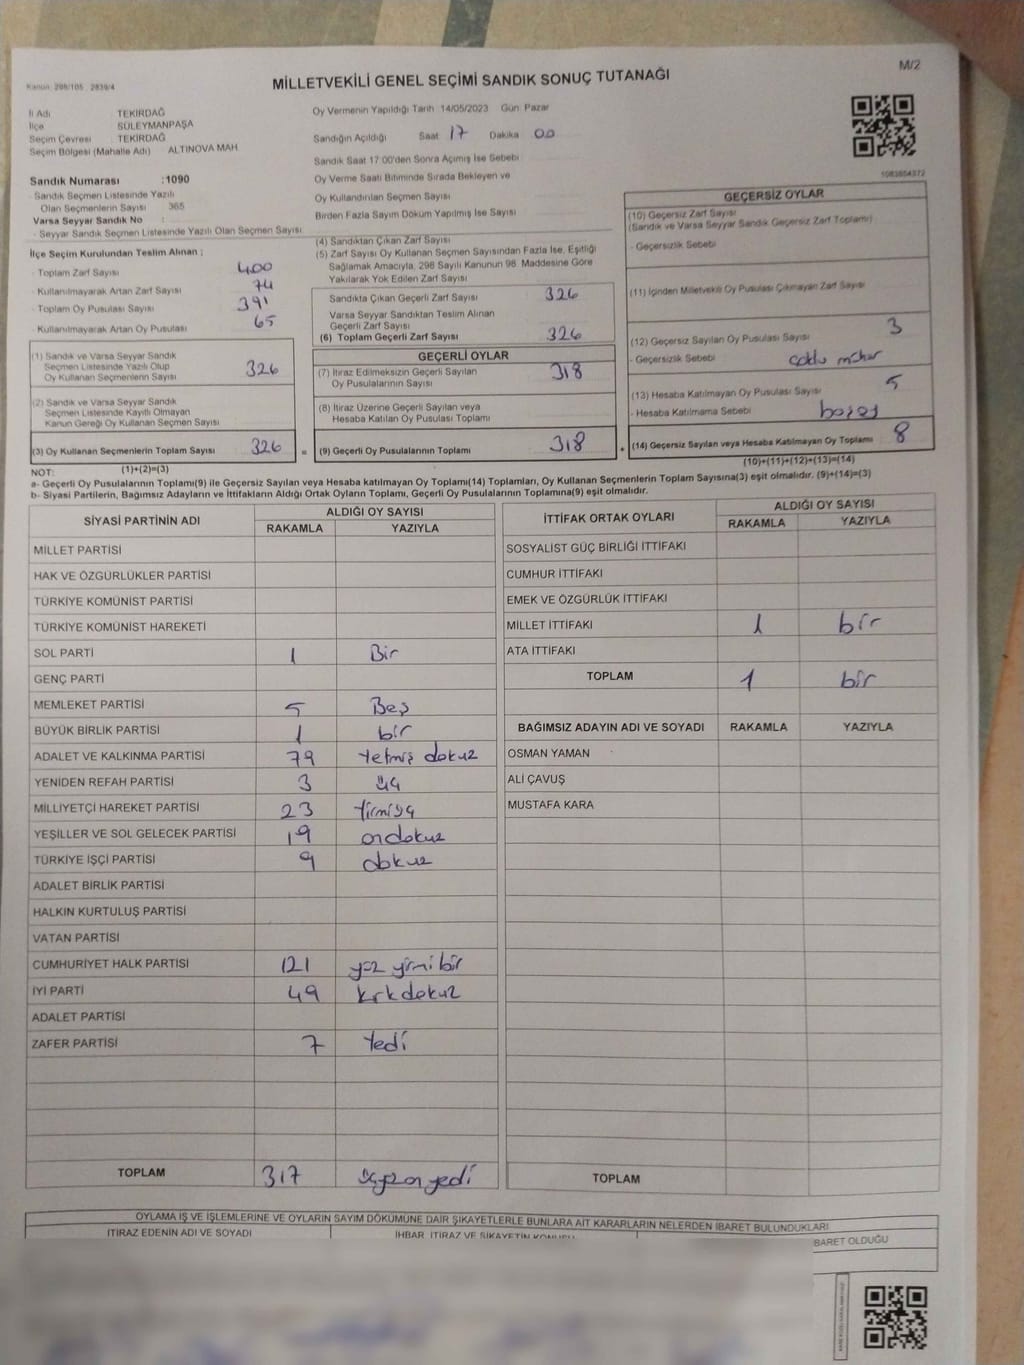 M/2
Kanun: 298/105 2839/4
MİLLETVEKİLİ GENEL SEÇİMİ SANDIK SONUÇ TUTANAĞI
İl Adı : TEKİRDAĞ
İlçe SÜLEYMANPAŞA
Seçim Çevresi : TEKİRDAĞ
Seçim Bölgesi (Mahalle Adı) ALTINOVA MAH
Sandık Numarası :1090
Sandık Seçmen Listesinde Yazılı
Olan Seçmenlerin Sayısı 365
Varsa Seyyar Sandık No :
- Seyyar Sandık Seçmen Listesinde Yazılı Olan Seçmen Sayısı
Oy Vermenin Yapıldığı Tarih 14/05/2023 Gün Pazar
Sandığın Açıldığı Saat 17 Dakika 00
Sandık Saat 17:00'den Sonra Açımış İse Sebebi
Oy Verme Saati Bitiminde Sırada Bekleyen ve
Oy Kullandırılan Seçmen Sayısı
Birden Fazla Sayım Döküm Yapılmış İse Sayısı
İlçe Seçim Kurulundan Teslim Alınan :
- Toplam Zarf Sayısı 400
- Kullanılmayarak Artan Zarf Sayısı 74
- Toplam Oy Pusulası Sayısı 391
- Kullanılmayarak Artan Oy Pusulası 65
(4) Sandıktan Çıkan Zarf Sayısı
(5) Zarf Sayısı Oy Kullanan Seçmen Sayısından Fazla İse, Eşitliği
Sağlamak Amacıyla, 298 Sayılı Kanunun 98. Maddesine Göre
Yakılarak Yok Edilen Zarf Sayısı
Sandıkta Çıkan Geçerli Zarf Sayısı 326
Varsa Seyyar Sandıktan Teslim Alınan
Geçerli Zarf Sayısı
(6) Toplam Geçerli Zarf Sayısı 326
(1) Sandık ve Varsa Seyyar Sandık
Seçmen Listesinde Yazılı Olup
Oy Kullanan Seçmenlerin Sayısı 326
(2) Sandık ve Varsa Seyyar Sandık
Seçmen Listesinde Kayıtlı Olmayan
Kanun Gereği Oy Kullanan Seçmen Sayısı
(3) Oy Kullanan Seçmenlerin Toplam Sayısı 326 =
GEÇERLİ OYLAR
(7) İtiraz Edilmeksizin Geçerli Sayılan
Oy Pusulalarının Sayısı 318
(8) İtiraz Üzerine Geçerli Sayılan veya
Hesaba Katılan Oy Pusulası Toplamı
(9) Geçerli Oy Pusulalarının Toplamı 318 +
1083854372
GEÇERSİZ OYLAR
(10) Geçersiz Zarf Sayısı
(Sandık ve Varsa Seyyar Sandık Geçersiz Zarf Toplamı)
- Geçersizlik Sebebi
(11) İçinden Milletvekili Oy Pusulası Çıkmayan Zarf Sayısı
(12) Geçersiz Sayılan Oy Pusulası Sayısı 3
- Geçersizlik Sebebi çoklu mühür
(13) Hesaba Katılmayan Oy Pusulası Sayısı 5
- Hesaba Katılmama Sebebi
(14) Geçersiz Sayılan veya Hesaba Katılmayan Oy Toplamı 8
NOT: (1)+(2)=(3)
(10)+(11)+(12)+(13)=(14)
a- Geçerli Oy Pusulalarının Toplamı(9) ile Geçersiz Sayılan veya Hesaba katılmayan Oy Toplamı(14) Toplamları, Oy Kullanan Seçmenlerin Toplam Sayısına(3) eşit olmalıdır. (9)+(14)=(3)
b- Siyasi Partilerin, Bağımsız Adayların ve İttifakların Aldığı Ortak Oyların Toplamı, Geçerli Oy Pusulalarının Toplamına(9) eşit olmalıdır.
SİYASİ PARTİNİN ADI
ALDIĞI OY SAYISI
RAKAMLA YAZIYLA
MİLLET PARTİSİ
HAK VE ÖZGÜRLÜKLER PARTİSİ
TÜRKİYE KOMÜNİST PARTİSİ
TÜRKİYE KOMÜNİST HAREKETİ
SOL PARTİ 1 Bir
GENÇ PARTİ
MEMLEKET PARTİSİ 5 Beş
BÜYÜK BİRLİK PARTİSİ 1 bir
ADALET VE KALKINMA PARTİSİ 79 Yetmiş dokuz
YENİDEN REFAH PARTİSİ 3 üç
MİLLİYETÇİ HAREKET PARTİSİ 23 Yirmi üç
YEŞİLLER VE SOL GELECEK PARTİSİ 19 ondokuz
TÜRKİYE İŞÇİ PARTİSİ 9 dokuz
ADALET BİRLİK PARTİSİ
HALKIN KURTULUŞ PARTİSİ
VATAN PARTİSİ
CUMHURİYET HALK PARTİSİ 121 yüz yirmi bir
İYİ PARTİ 49 kırkdokuz
ADALET PARTİSİ
ZAFER PARTİSİ 7 Yedi
TOPLAM 317 üçyüz on yedi
İTTİFAK ORTAK OYLARI
ALDIĞI OY SAYISI
RAKAMLA YAZIYLA
SOSYALİST GÜÇ BİRLİĞİ İTTİFAKI
CUMHUR İTTİFAKI
EMEK VE ÖZGÜRLÜK İTTİFAKI
MİLLET İTTİFAKI 1 bir
ATA İTTİFAKI
TOPLAM 1 bir
BAĞIMSIZ ADAYIN ADI VE SOYADI RAKAMLA YAZIYLA
OSMAN YAMAN
ALİ ÇAVUŞ
MUSTAFA KARA
TOPLAM
OYLAMA İŞ VE İŞLEMLERİNE VE OYLARIN SAYIM DÖKÜMÜNE DAİR ŞİKAYETLERLE BUNLARA AİT KARARLARIN NELERDEN İBARET BULUNDUKLARI
İTİRAZ EDENİN ADI VE SOYADI İHBAR, İTİRAZ VE ŞİKAYETİN KONUSU BARET OLDUĞU